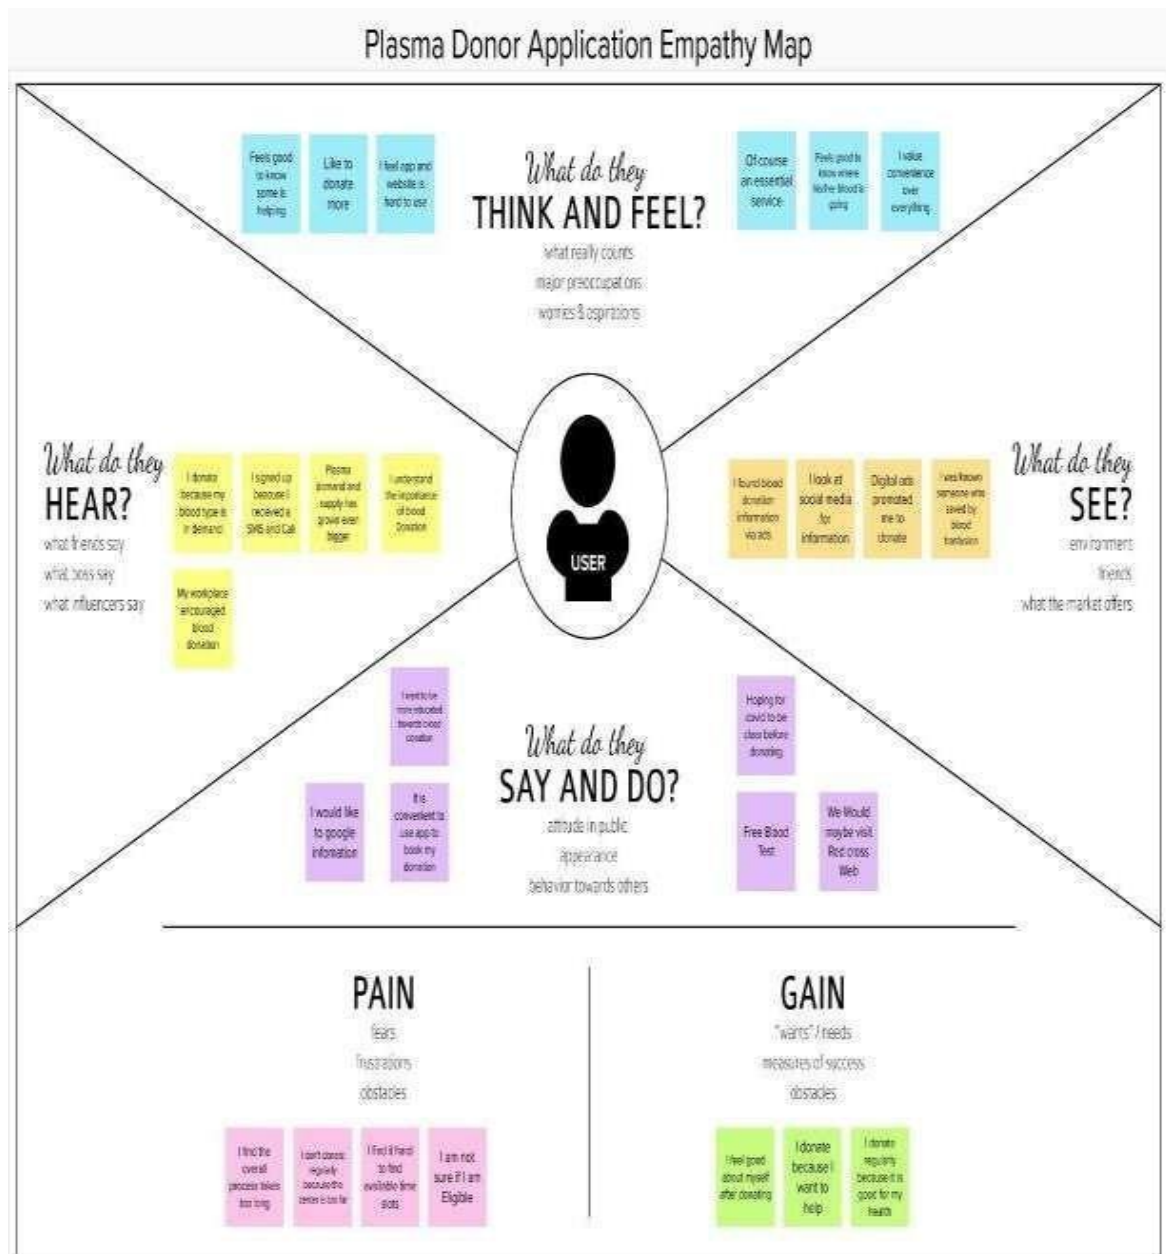 Plasma Donor Application Empathy Map
Feels good
to know
some is
helping
Like to
donate
more
I feel app and
website is
hard to use
What do they
THINK AND FEEL?
what really counts
major preoccupations
worries & aspirations
Of course
an essential
service
Feels good to
know where
blood is
going
I value
convenience
over
everything
What do they
HEAR?
what friends say
what boss say
what influencers say
I donate
because my
blood type is
in demand
I signed up
because I
recieved a
SMS and Call
Plasma
demand and
supply has
grown even
bigger
I understand
the importance
of blood
Donation
My workplace
encouraged
blood
donation
USER
I found blood
donation
information
via ads
I look at
social media
for
information
Digital ads
promoted
me to
donate
someone who
saved by
blood
What do they
SEE?
environment
friends
what the market offers
I want to be
more educated
towards blood
donation
I would like
to google
infomation
It is
convenient to
use app to
book my
donation
What do they
SAY AND DO?
attitude in public
appearance
behavior towards others
Hoping for
covid to be
before
donating
Free Blood
Test
We Would
maybe visit
Red cross
Web
PAIN
fears
frustrations
obstacles
I find the
overall
process takes
too long
I don't donate
regularly
because the
center is too far
I find it hard
to find
available time
slots
I am not
sure if I am
Eligible
GAIN
"wants" / needs
measures of success
obstacles
I feel good
about myself
after donating
I donate
because I
want to
help
I donate
regularly
because it is
good for my
health